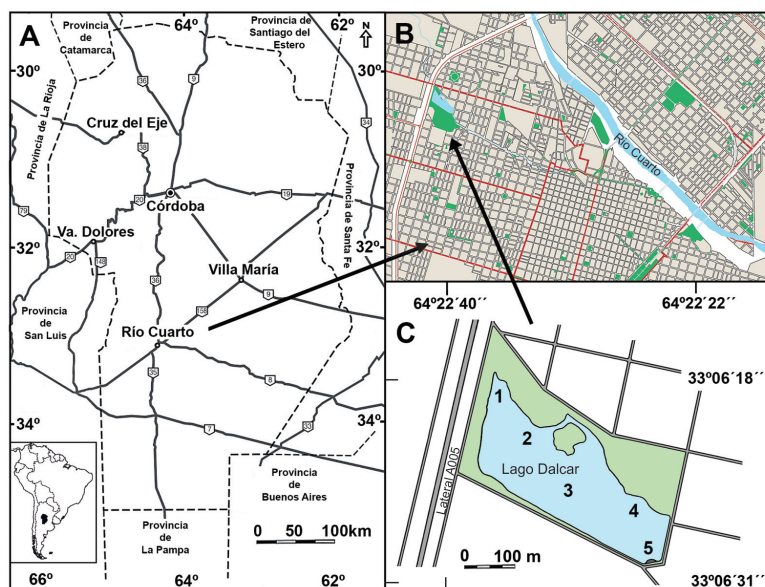 A
64º
62º
N
Provincia de
Catamarca
Provincia de
Santiago del
Estero
30º
30º
Provincia de La Rioja
36
9
34
Cruz del Eje
38
20
19
Córdoba
Provincia de Santa Fe
79
Va. Dolores
32º
32º
20
148
36
Villa María
9
158
Provincia
de
San Luis
Río Cuarto
35
8
7
33
34º
34º
Provincia
de
Buenos Aires
Provincia
de
La Pampa
0 50 100km
66º
64º
62º
B
Río Cuarto
64º22´40´´
64º22´22´´
C
33º06´18´´
1
2
Lago Dalcar
3
4
5
Lateral A005
0 100 m
33º06´31´´